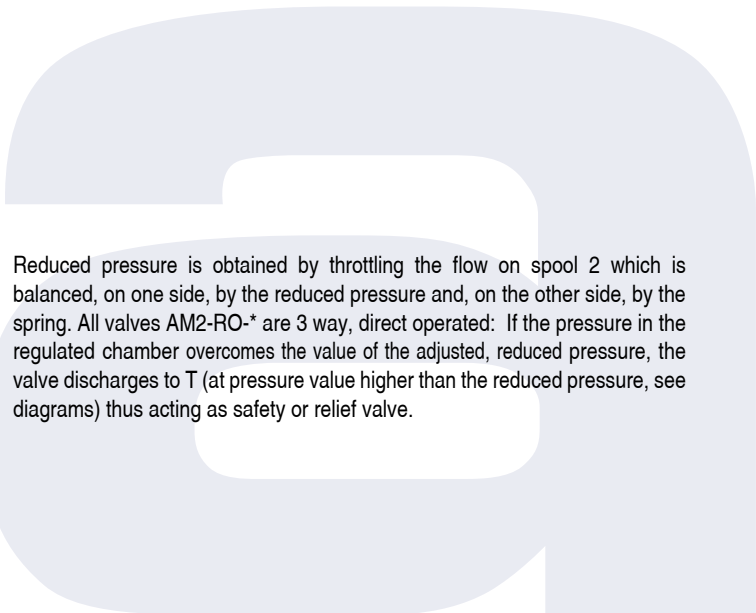 Reduced pressure is obtained by throttling the flow on spool 2 which is
balanced, on one side, by the reduced pressure and, on the other side, by the
spring. All valves AM2-RO-* are 3 way, direct operated: If the pressure in the
regulated chamber overcomes the value of the adjusted, reduced pressure, the
valve discharges to T (at pressure value higher than the reduced pressure, see
diagrams) thus acting as safety or relief valve.